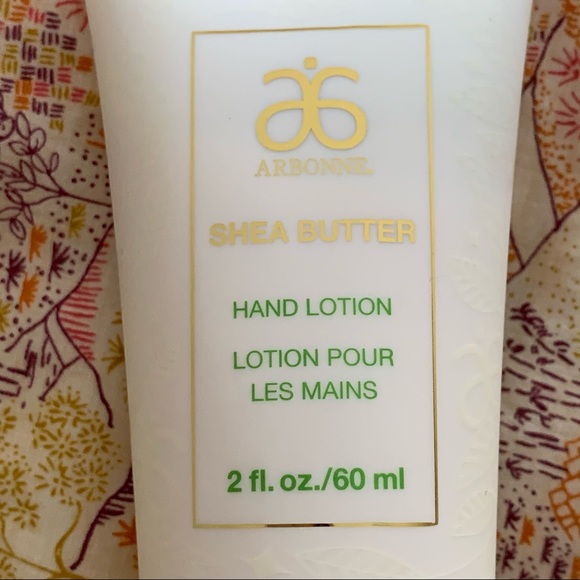 ARBONNE
SHEA BUTTER
HAND LOTION
LOTION POUR
LES MAINS
2 fl. oz./60 ml